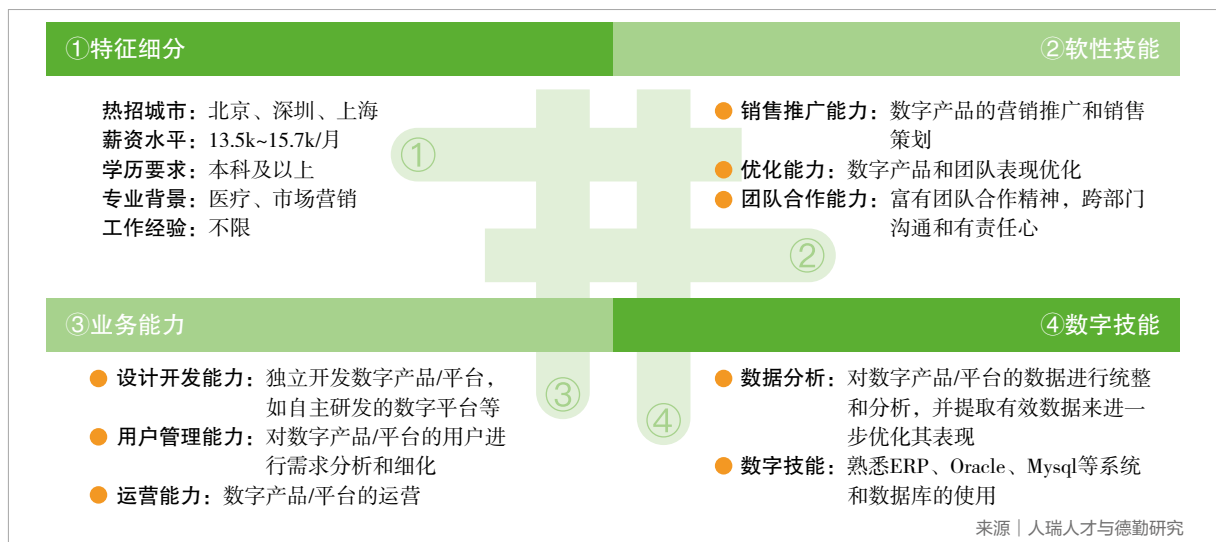 ①特征细分
②软性技能
热招城市：北京、深圳、上海
薪资水平：13.5k~15.7k/月
学历要求：本科及以上
专业背景：医疗、市场营销
工作经验：不限
销售推广能力：数字产品的营销推广和销售
策划
优化能力：数字产品和团队表现优化
团队合作能力：富有团队合作精神，跨部门
沟通和有责任心
①
②
③业务能力
④数字技能
设计开发能力：独立开发数字产品/平台，
如自主研发的数字平台等
用户管理能力：对数字产品/平台的用户进
行需求分析和细化
运营能力：数字产品/平台的运营
③
④
数据分析：对数字产品/平台的数据进行统整
和分析，并提取有效数据来进一
步优化其表现
数字技能：熟悉ERP、Oracle、Mysql等系统
和数据库的使用
来源｜人瑞人才与德勤研究